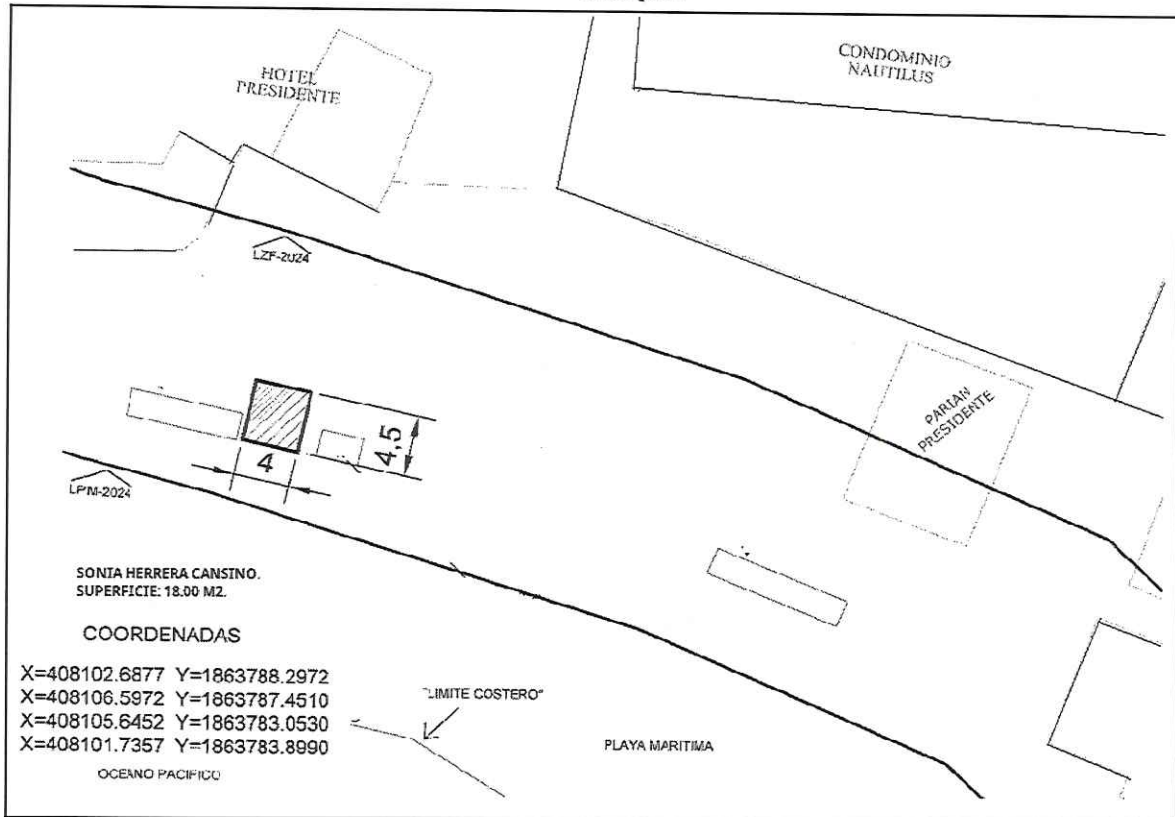 HOTEL
PRESIDENTE
CONDOMINIO
NAUTILUS
LZF-2024
PARIAN
PRESIDENTE
4,5
4
LPM-2024
SONIA HERRERA CANSINO.
SUPERFICIE: 18.00 M2.
COORDENADAS
X=408102.6877 Y=1863788.2972
X=408106.5972 Y=1863787.4510
X=408105.6452 Y=1863783.0530
X=408101.7357 Y=1863783.8990
"LIMITE COSTERO"
PLAYA MARITIMA
OCEANO PACIFICO